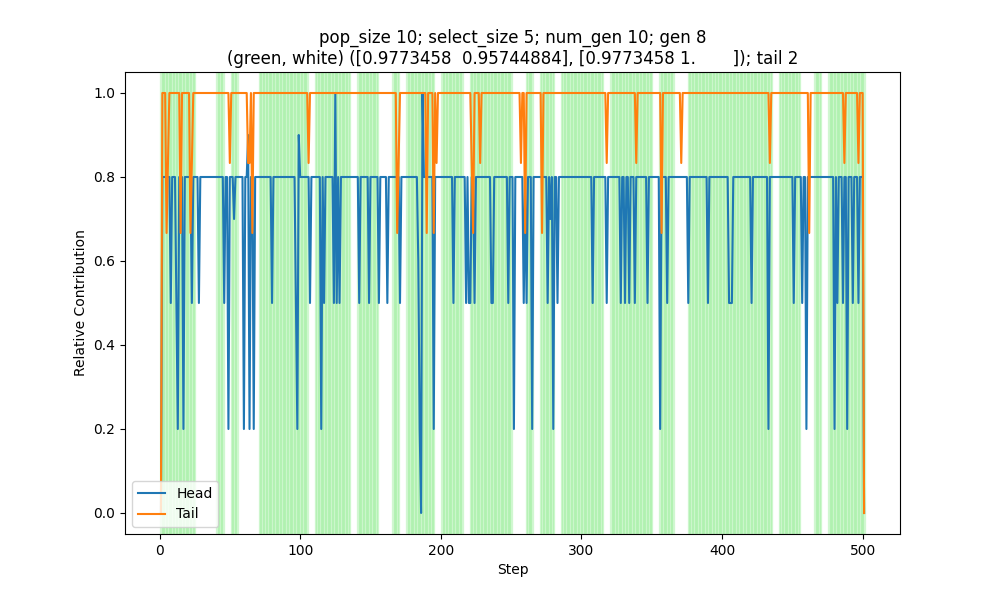 pop_size 10; select_size 5; num_gen 10; gen 8
(green, white) ([0.9773458 0.95744884], [0.9773458 1. ]); tail 2
Relative Contribution
1.0
0.8
0.6
0.4
0.2
0.0
Head
Tail
0 100 200 300 400 500
Step